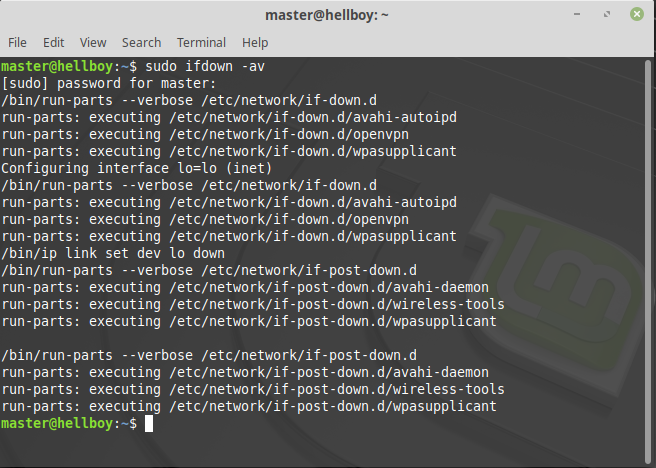 master@hellboy: ~
File Edit View Search Terminal Help
master@hellboy:~$ sudo ifdown -av
[sudo] password for master:
/bin/run-parts --verbose /etc/network/if-down.d
run-parts: executing /etc/network/if-down.d/avahi-autoipd
run-parts: executing /etc/network/if-down.d/openvpn
run-parts: executing /etc/network/if-down.d/wpasupplicant
Configuring interface lo=lo (inet)
/bin/run-parts --verbose /etc/network/if-down.d
run-parts: executing /etc/network/if-down.d/avahi-autoipd
run-parts: executing /etc/network/if-down.d/openvpn
run-parts: executing /etc/network/if-down.d/wpasupplicant
/bin/ip link set dev lo down
/bin/run-parts --verbose /etc/network/if-post-down.d
run-parts: executing /etc/network/if-post-down.d/avahi-daemon
run-parts: executing /etc/network/if-post-down.d/wireless-tools
run-parts: executing /etc/network/if-post-down.d/wpasupplicant

/bin/run-parts --verbose /etc/network/if-post-down.d
run-parts: executing /etc/network/if-post-down.d/avahi-daemon
run-parts: executing /etc/network/if-post-down.d/wireless-tools
run-parts: executing /etc/network/if-post-down.d/wpasupplicant
master@hellboy:~$